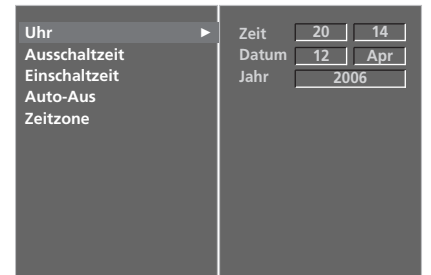 Uhr ►
Ausschaltzeit
Einschaltzeit
Auto-Aus
Zeitzone
Zeit 20 14
Datum 12 Apr
Jahr 2006